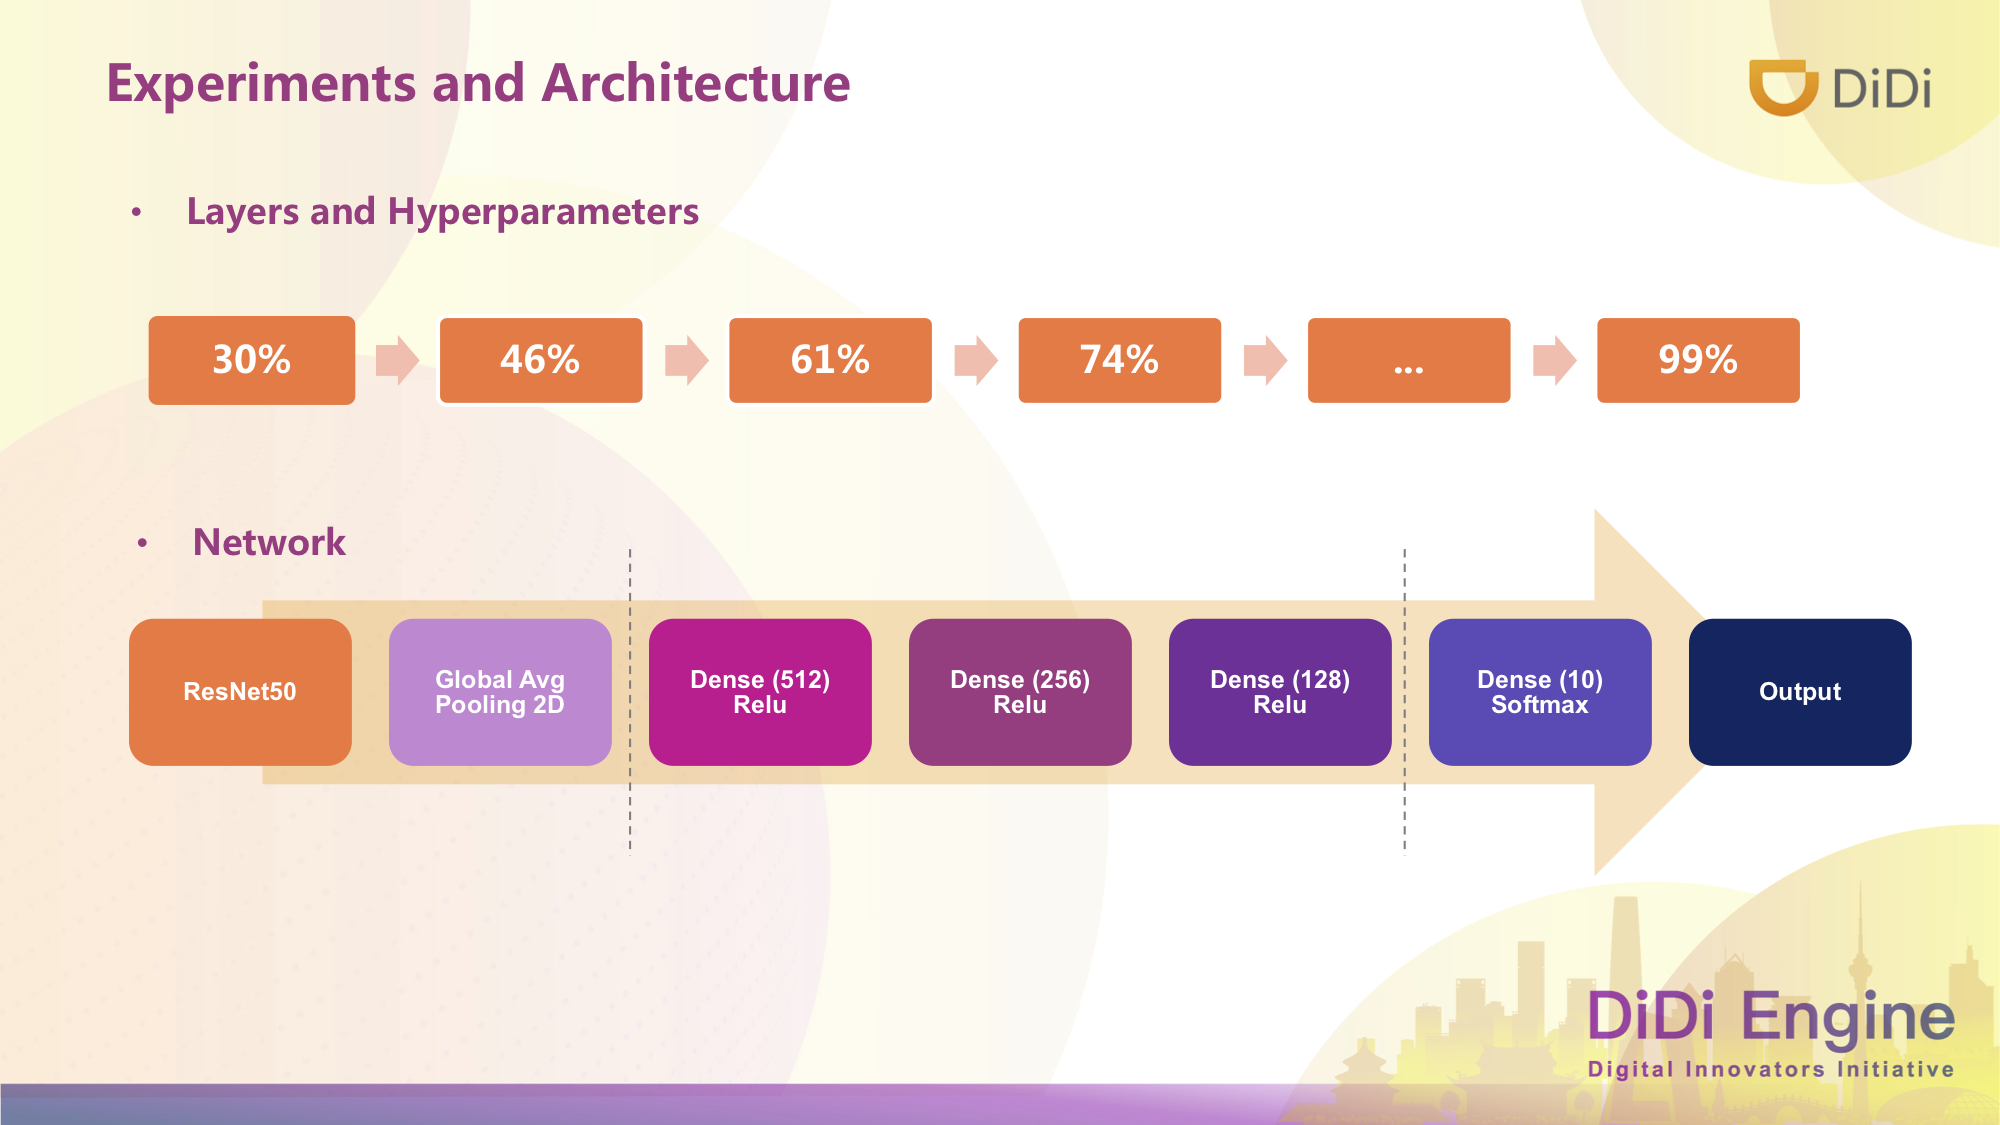 Experiments and Architecture
DiDi
• Layers and Hyperparameters
30%
46%
61%
74%
...
99%
• Network
ResNet50
Global Avg
Pooling 2D
Dense (512)
Relu
Dense (256)
Relu
Dense (128)
Relu
Dense (10)
Softmax
Output
DiDi Engine
Digital Innovators Initiative